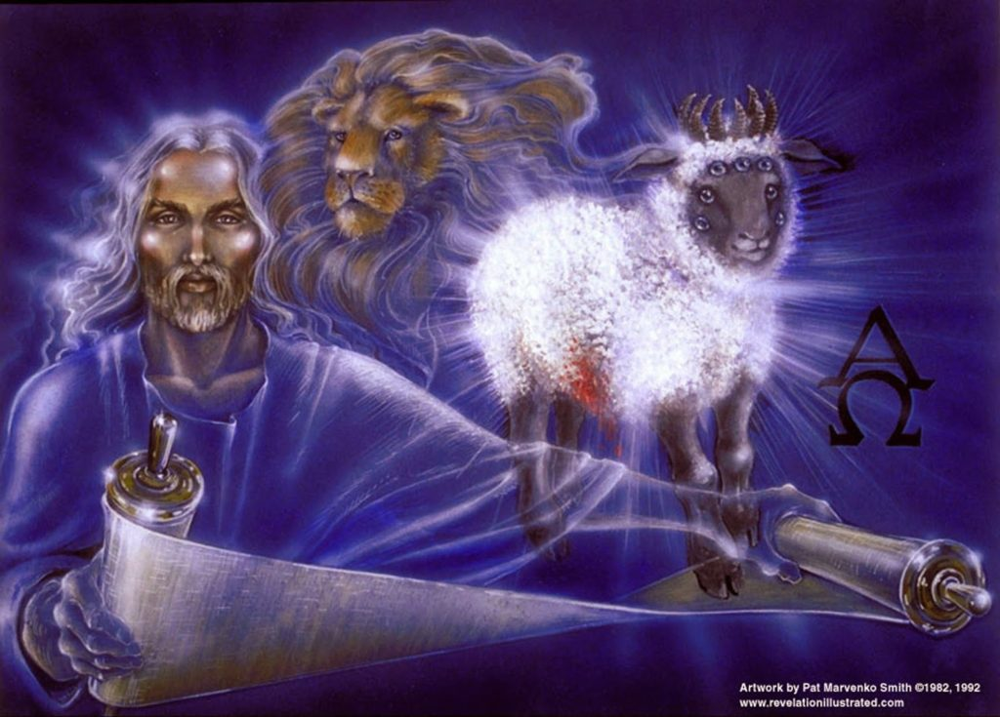 Α
Ω
Artwork by Pat Marvenko Smith ©1982, 1992
www.revelationillustrated.com